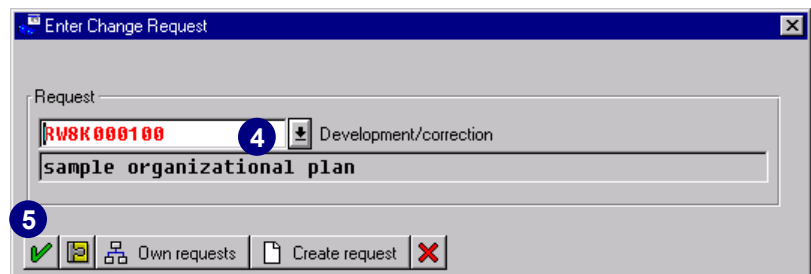 Enter Change Request
Request
RW8K000100 4 Development/correction
sample organizational plan
5
Own requests Create request